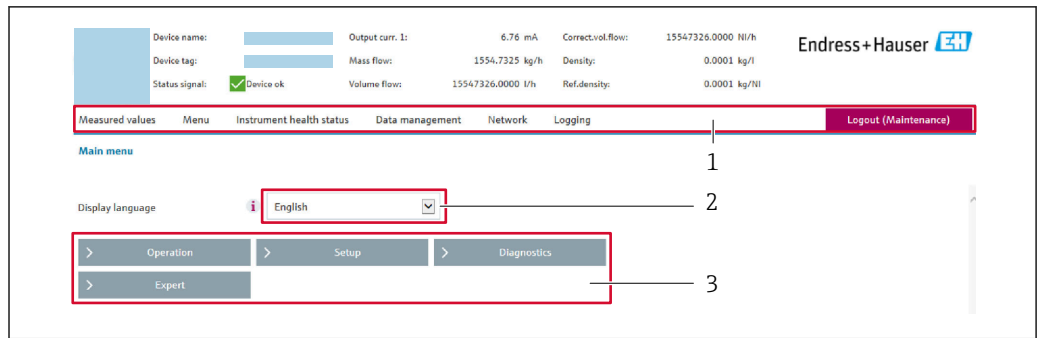 Device name: Output curr. 1: 6.76 mA Correct.vol.flow: 15547326.0000 Nl/h
Endress+Hauser EH
Device tag: Mass flow: 1554.7325 kg/h Density: 0.0001 kg/l
Status signal: Device ok Volume flow: 15547326.0000 l/h Ref.density: 0.0001 kg/Nl
Measured values Menu Instrument health status Data management Network Logging Logout (Maintenance)
1
Main menu
Display language i English 2
> Operation > Setup > Diagnostics
> Expert 3